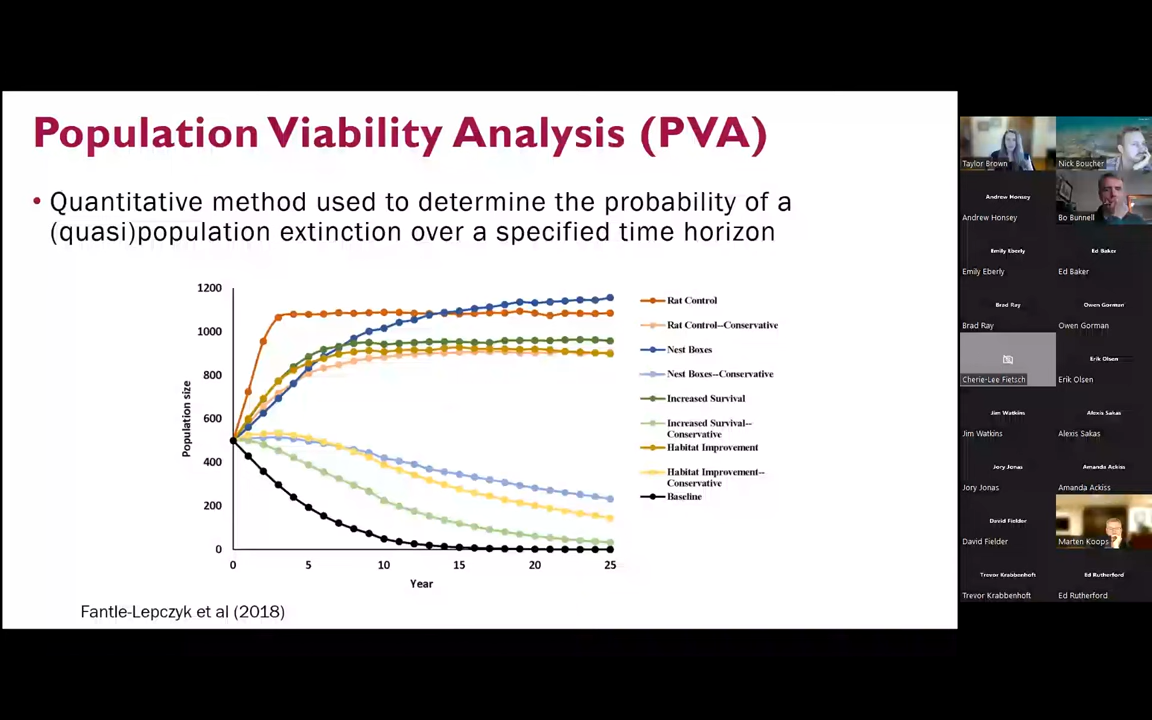 Population Viability Analysis (PVA)
• Quantitative method used to determine the probability of a
(quasi)population extinction over a specified time horizon
1200
1000
800
600
400
200
0
Population size
0 5 10 15 20 25
Year
Rat Control
Rat Control--Conservative
Nest Boxes
Nest Boxes--Conservative
Increased Survival
Increased Survival--
Conservative
Habitat Improvement
Habitat Improvement--
Conservative
Baseline
Fantle-Lepczyk et al (2018)
Taylor Brown
Nick Boucher
Andrew Honsey
Andrew Honsey
Bo Bunnell
Emily Eberly
Emily Eberly
Ed Baker
Ed Baker
Brad Ray
Brad Ray
Owen Gorman
Owen Gorman
Cherie-Lee Fietsch
Erik Olsen
Erik Olsen
Jim Watkins
Jim Watkins
Alexis Sakas
Alexis Sakas
Jory Jonas
Jory Jonas
Amanda Ackiss
Amanda Ackiss
David Fielder
David Fielder
Marten Koops
Trevor Krabbenhoft
Trevor Krabbenhoft
Ed Rutherford
Ed Rutherford